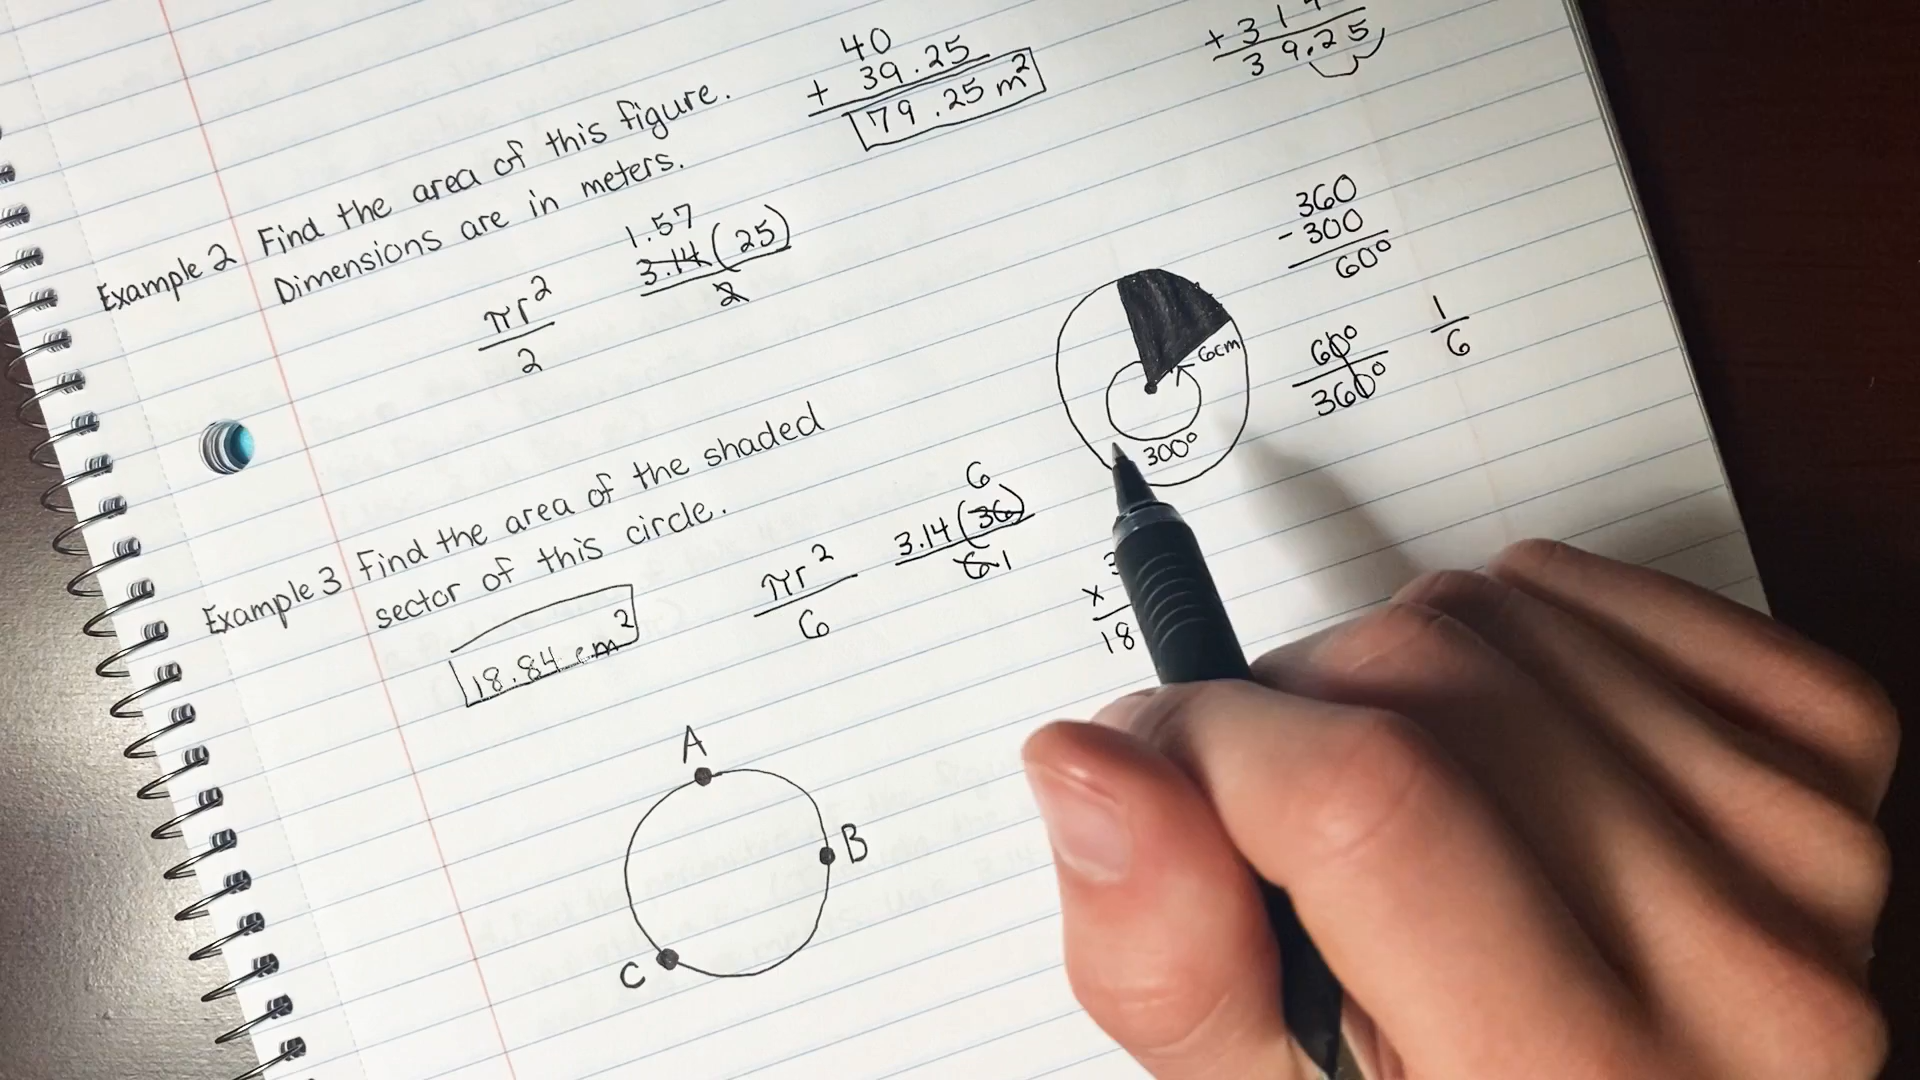 40
+ 39.25
79.25 m²
+ 3 1
39.25
Example 2 Find the area of this figure.
Dimensions are in meters.
πr²
2
1.57
3.14 (25)
2
360
- 300
60°
60°
360°
1
6
6cm
300°
Example 3 Find the area of the shaded
sector of this circle.
18.84 cm²
πr²
6
6
3.14 (36)
6 1
x
18
A
B
C